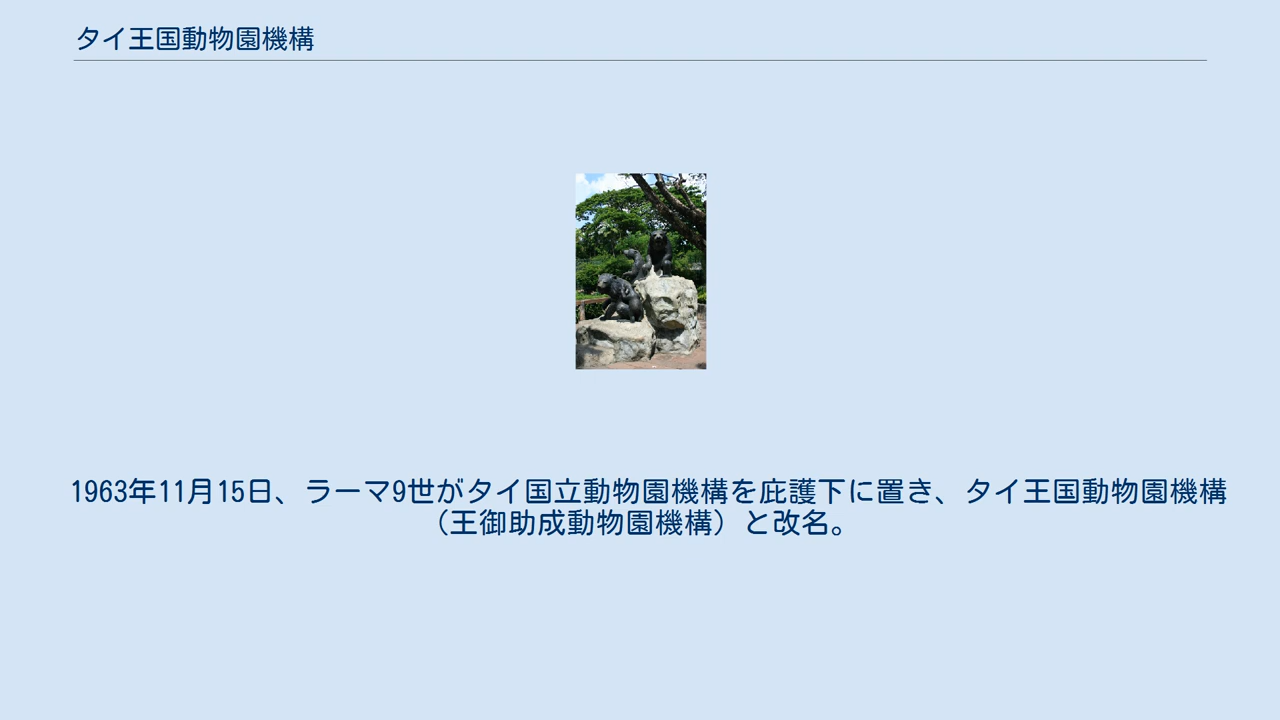 タイ王国動物園機構
1963年11月15日、ラーマ9世がタイ国立動物園機構を庇護下に置き、タイ王国動物園機構
（王御助成動物園機構）と改名。